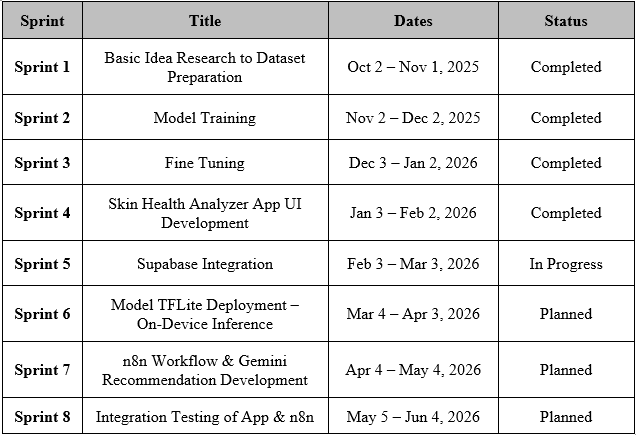 Sprint Title Dates Status
Sprint 1 Basic Idea Research to Dataset Preparation Oct 2 – Nov 1, 2025 Completed
Sprint 2 Model Training Nov 2 – Dec 2, 2025 Completed
Sprint 3 Fine Tuning Dec 3 – Jan 2, 2026 Completed
Sprint 4 Skin Health Analyzer App UI Development Jan 3 – Feb 2, 2026 Completed
Sprint 5 Supabase Integration Feb 3 – Mar 3, 2026 In Progress
Sprint 6 Model TFLite Deployment – On-Device Inference Mar 4 – Apr 3, 2026 Planned
Sprint 7 n8n Workflow & Gemini Recommendation Development Apr 4 – May 4, 2026 Planned
Sprint 8 Integration Testing of App & n8n May 5 – Jun 4, 2026 Planned